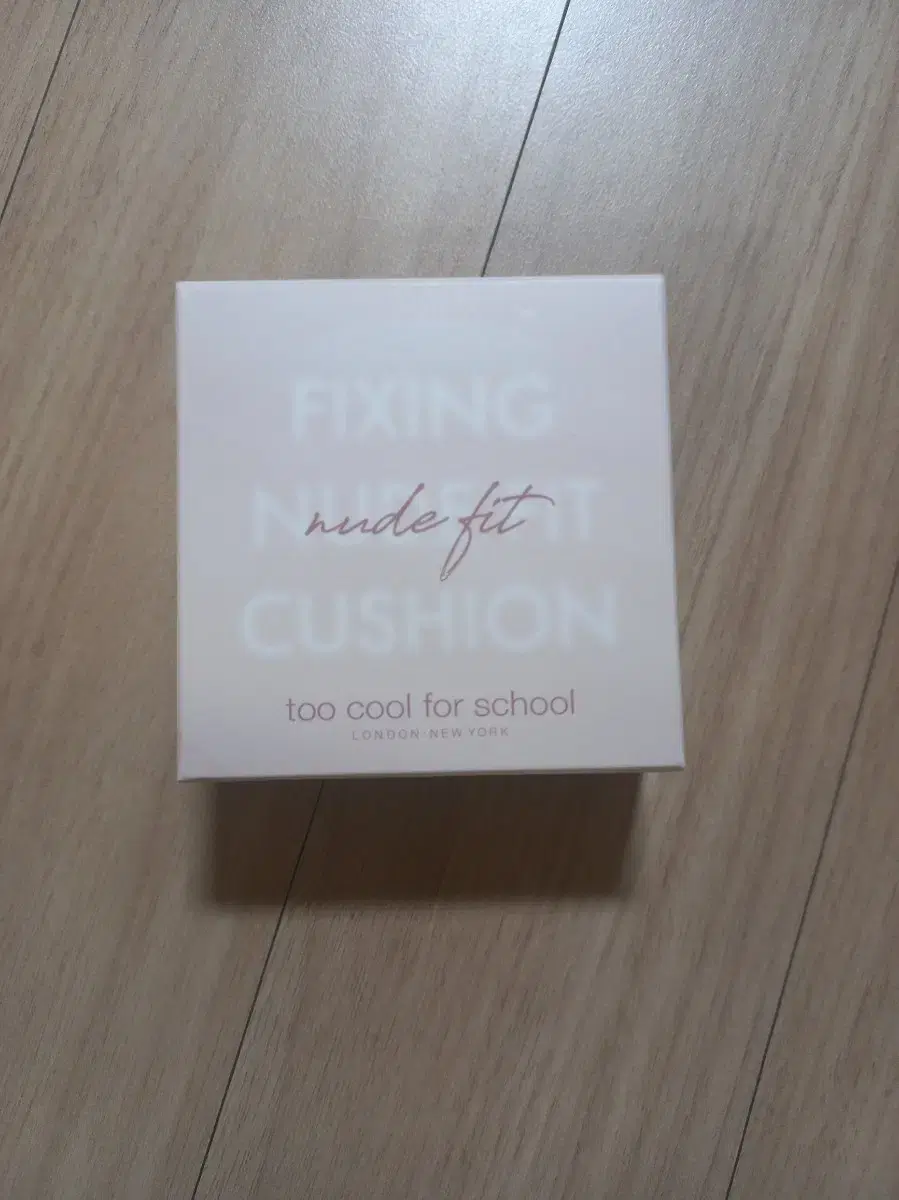 FIXING
NUDE FIT
nude fit
CUSHION
too cool for school
LONDON NEW YORK